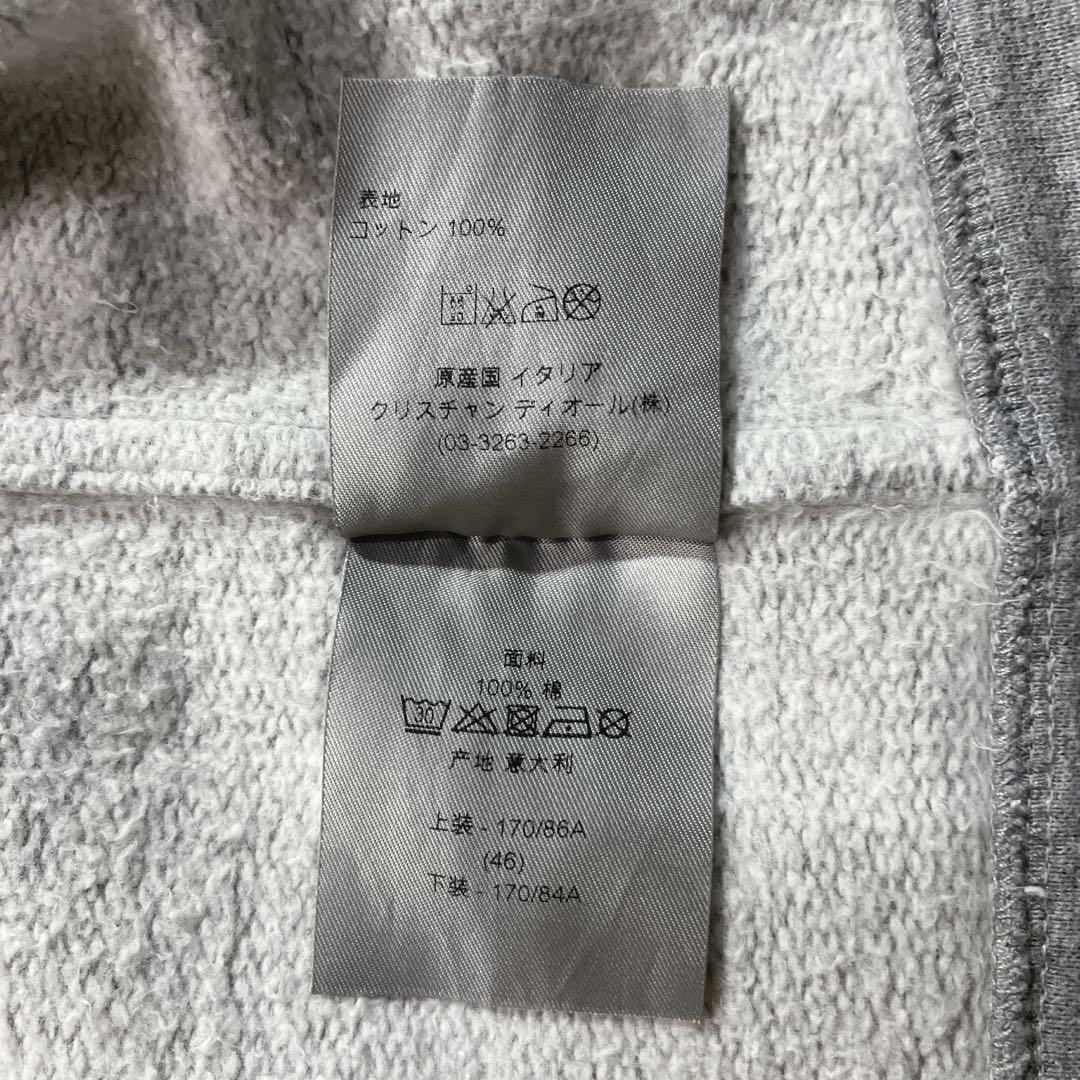 表地
コットン 100%
原産国 イタリア
クリスチャン ディオール(株)
(03-3263-2266)
面料
100% 棉
30
产地 意大利
上装 - 170/86A
(46)
下装 - 170/84A